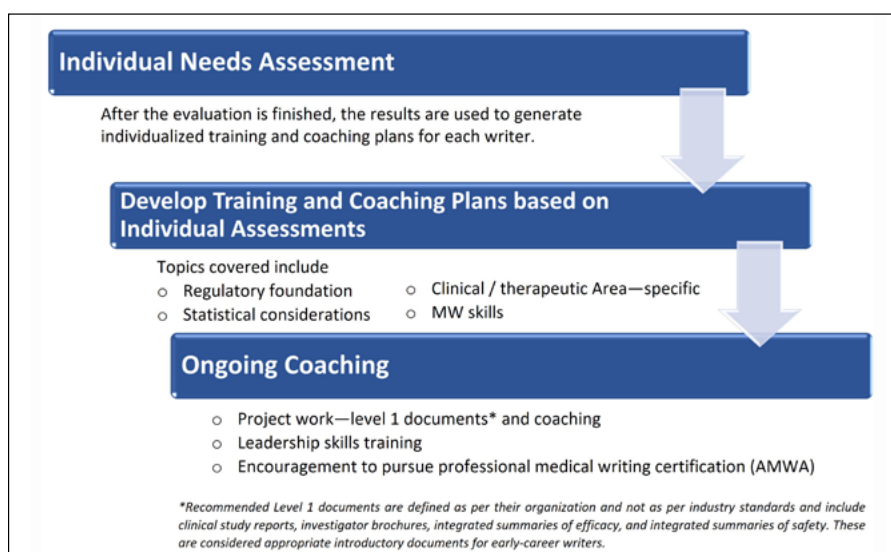 Individual Needs Assessment
After the evaluation is finished, the results are used to generate
individualized training and coaching plans for each writer.
Develop Training and Coaching Plans based on
Individual Assessments
Topics covered include
o Regulatory foundation
o Statistical considerations
o Clinical / therapeutic Area—specific
o MW skills
Ongoing Coaching
o Project work—level 1 documents* and coaching
o Leadership skills training
o Encouragement to pursue professional medical writing certification (AMWA)
*Recommended Level 1 documents are defined as per their organization and not as per industry standards and include
clinical study reports, investigator brochures, integrated summaries of efficacy, and integrated summaries of safety. These
are considered appropriate introductory documents for early-career writers.